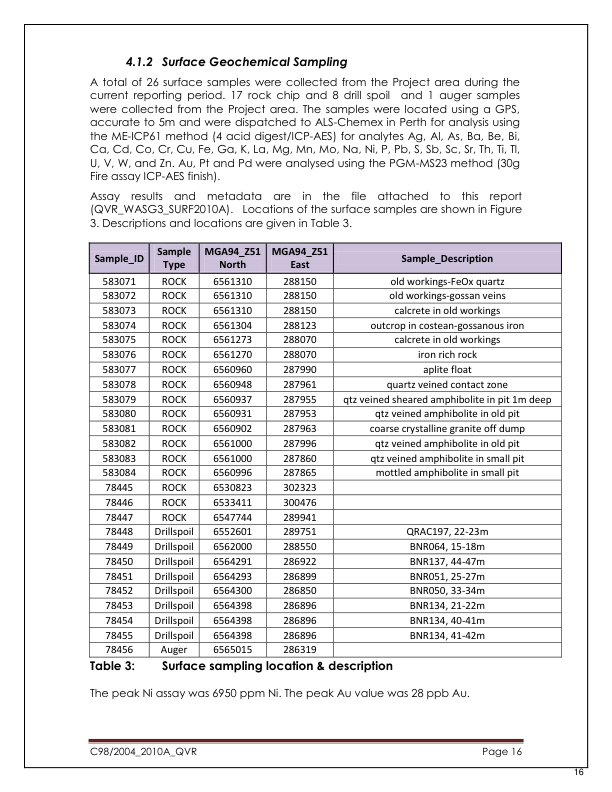 4.1.2 Surface Geochemical Sampling
A total of 26 surface samples were collected from the Project area during the
current reporting period. 17 rock chip and 8 drill spoil and 1 auger samples
were collected from the Project area. The samples were located using a GPS,
accurate to 5m and were dispatched to ALS-Chemex in Perth for analysis using
the ME-ICP61 method (4 acid digest/ICP-AES) for analytes Ag, Al, As, Ba, Be, Bi,
Ca, Cd, Co, Cr, Cu, Fe, Ga, K, La, Mg, Mn, Mo, Na, Ni, P, Pb, S, Sb, Sc, Sr, Th, Ti, Tl,
U, V, W, and Zn. Au, Pt and Pd were analysed using the PGM-MS23 method (30g
Fire assay ICP-AES finish).
Assay results and metadata are in the file attached to this report
(QVR_WASG3_SURF2010A). Locations of the surface samples are shown in Figure
3. Descriptions and locations are given in Table 3.
Sample_ID Sample Type MGA94_Z51 North MGA94_Z51 East Sample_Description
583071 ROCK 6561310 288150 old workings-FeOx quartz
583072 ROCK 6561310 288150 old workings-gossan veins
583073 ROCK 6561310 288150 calcrete in old workings
583074 ROCK 6561304 288123 outcrop in costean-gossanous iron
583075 ROCK 6561273 288070 calcrete in old workings
583076 ROCK 6561270 288070 iron rich rock
583077 ROCK 6560960 287990 aplite float
583078 ROCK 6560948 287961 quartz veined contact zone
583079 ROCK 6560937 287955 qtz veined sheared amphibolite in pit 1m deep
583080 ROCK 6560931 287953 qtz veined amphibolite in old pit
583081 ROCK 6560902 287963 coarse crystalline granite off dump
583082 ROCK 6561000 287996 qtz veined amphibolite in old pit
583083 ROCK 6561000 287860 qtz veined amphibolite in small pit
583084 ROCK 6560996 287865 mottled amphibolite in small pit
78445 ROCK 6530823 302323
78446 ROCK 6533411 300476
78447 ROCK 6547744 289941
78448 Drillspoil 6552601 289751 QRAC197, 22-23m
78449 Drillspoil 6562000 288550 BNR064, 15-18m
78450 Drillspoil 6564291 286922 BNR137, 44-47m
78451 Drillspoil 6564293 286899 BNR051, 25-27m
78452 Drillspoil 6564300 286850 BNR050, 33-34m
78453 Drillspoil 6564398 286896 BNR134, 21-22m
78454 Drillspoil 6564398 286896 BNR134, 40-41m
78455 Drillspoil 6564398 286896 BNR134, 41-42m
78456 Auger 6565015 286319
Table 3: Surface sampling location & description
The peak Ni assay was 6950 ppm Ni. The peak Au value was 28 ppb Au.
C98/2004_2010A_QVR Page 16
16